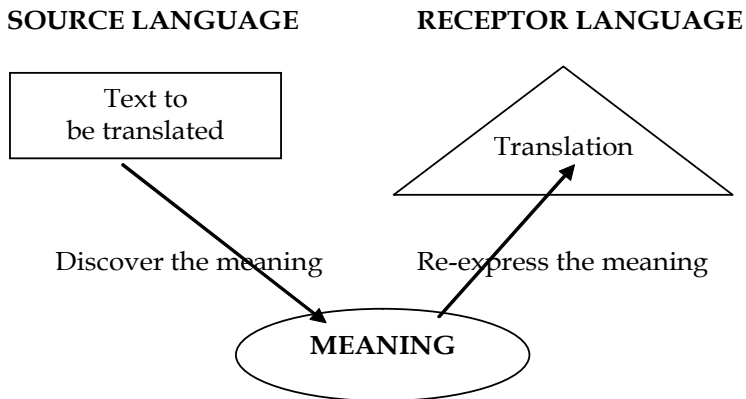 SOURCE LANGUAGE
RECEPTOR LANGUAGE
Text to
be translated
Translation
Discover the meaning
Re-express the meaning
MEANING